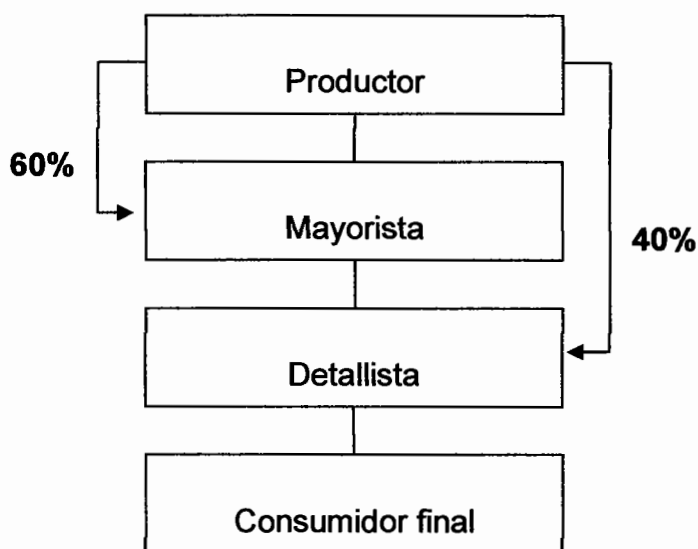 Productor
60%
Mayorista
40%
Detallista
Consumidor final